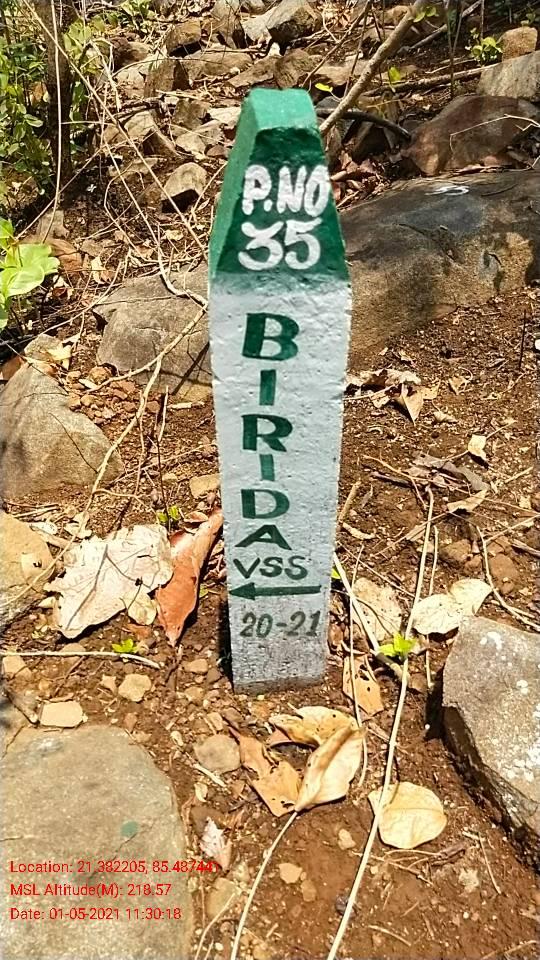 P.NO
35
BIRIDA
VSS
20-21
Location: 21.382205, 85.487441
MSL Altitude(M): 218.57
Date: 01-05-2021 11:30:18